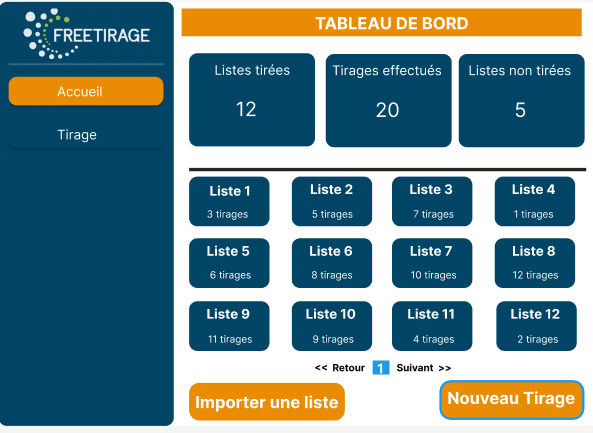 FREETIRAGE
Accueil
Tirage
TABLEAU DE BORD
Listes tirées
12
Tirages effectués
20
Listes non tirées
5
Liste 1
3 tirages
Liste 2
5 tirages
Liste 3
7 tirages
Liste 4
1 tirages
Liste 5
6 tirages
Liste 6
8 tirages
Liste 7
10 tirages
Liste 8
12 tirages
Liste 9
11 tirages
Liste 10
9 tirages
Liste 11
4 tirages
Liste 12
2 tirages
<< Retour 1 Suivant >>
Importer une liste
Nouveau Tirage